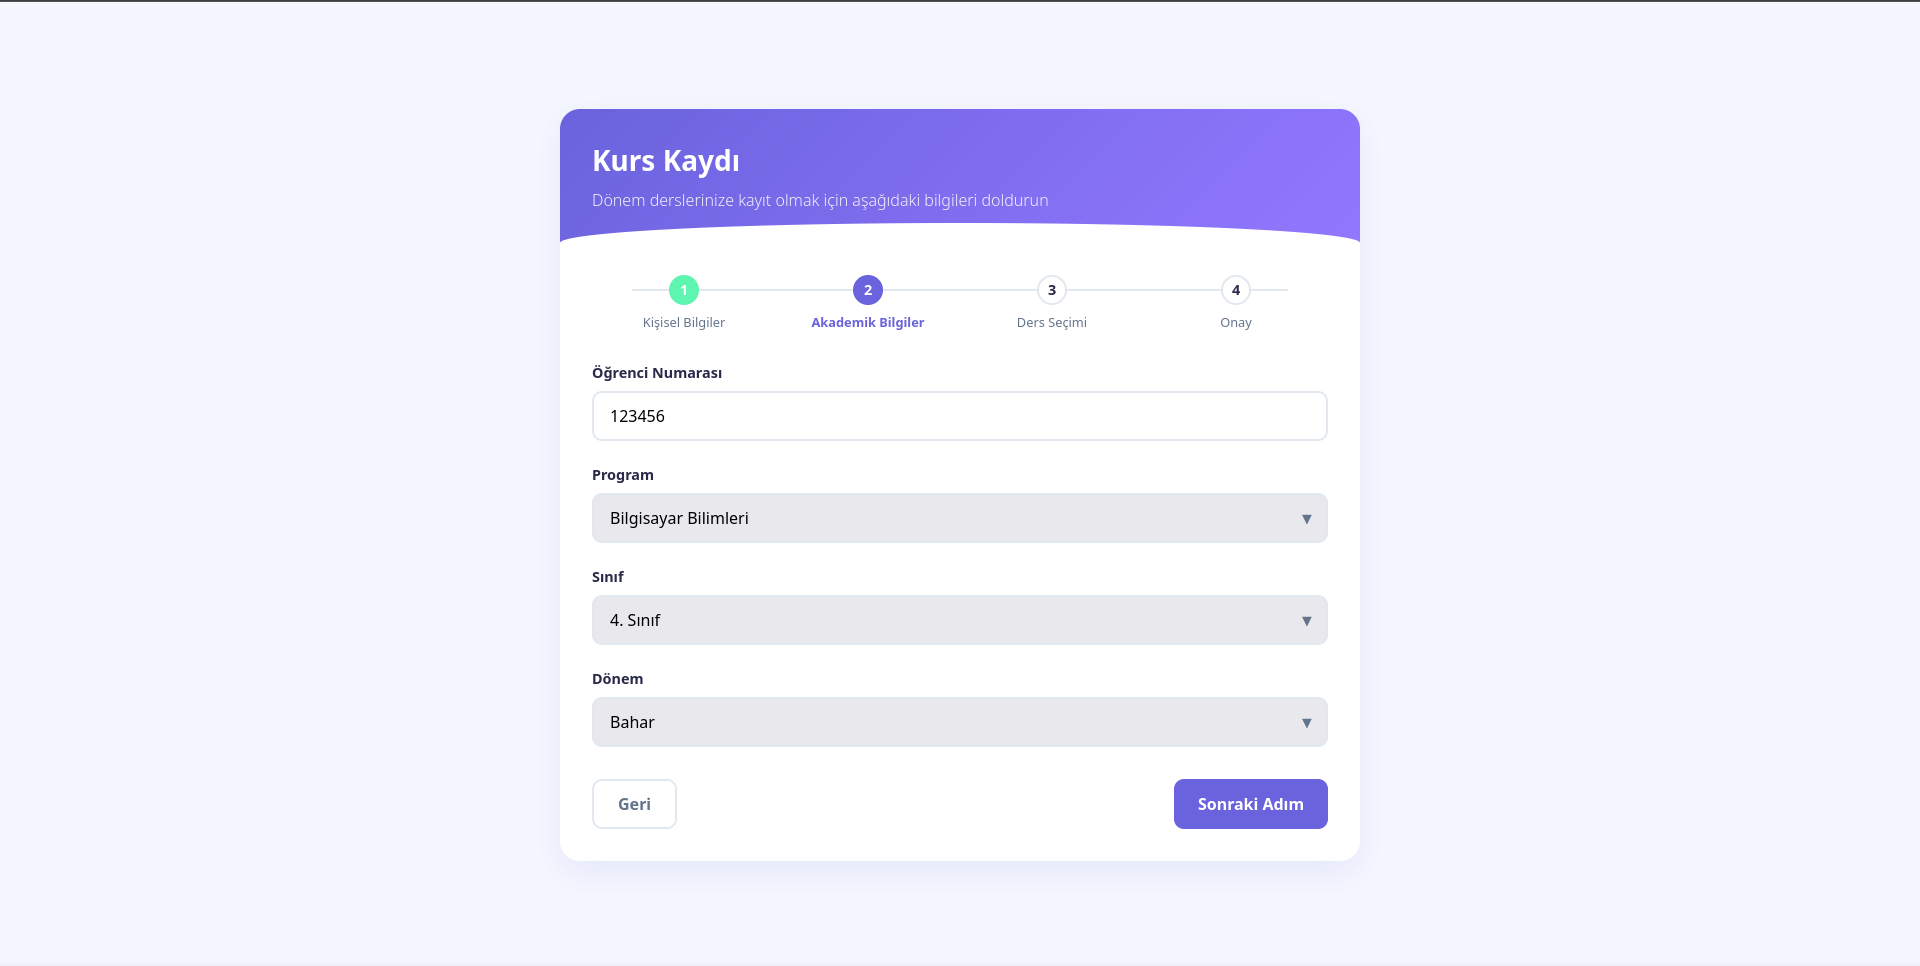 Kurs Kaydı
Dönem derslerinize kayıt olmak için aşağıdaki bilgileri doldurun
1 2 3 4
Kişisel Bilgiler Akademik Bilgiler Ders Seçimi Onay
Öğrenci Numarası
123456
Program
Bilgisayar Bilimleri ▼
Sınıf
4. Sınıf ▼
Dönem
Bahar ▼
Geri Sonraki Adım